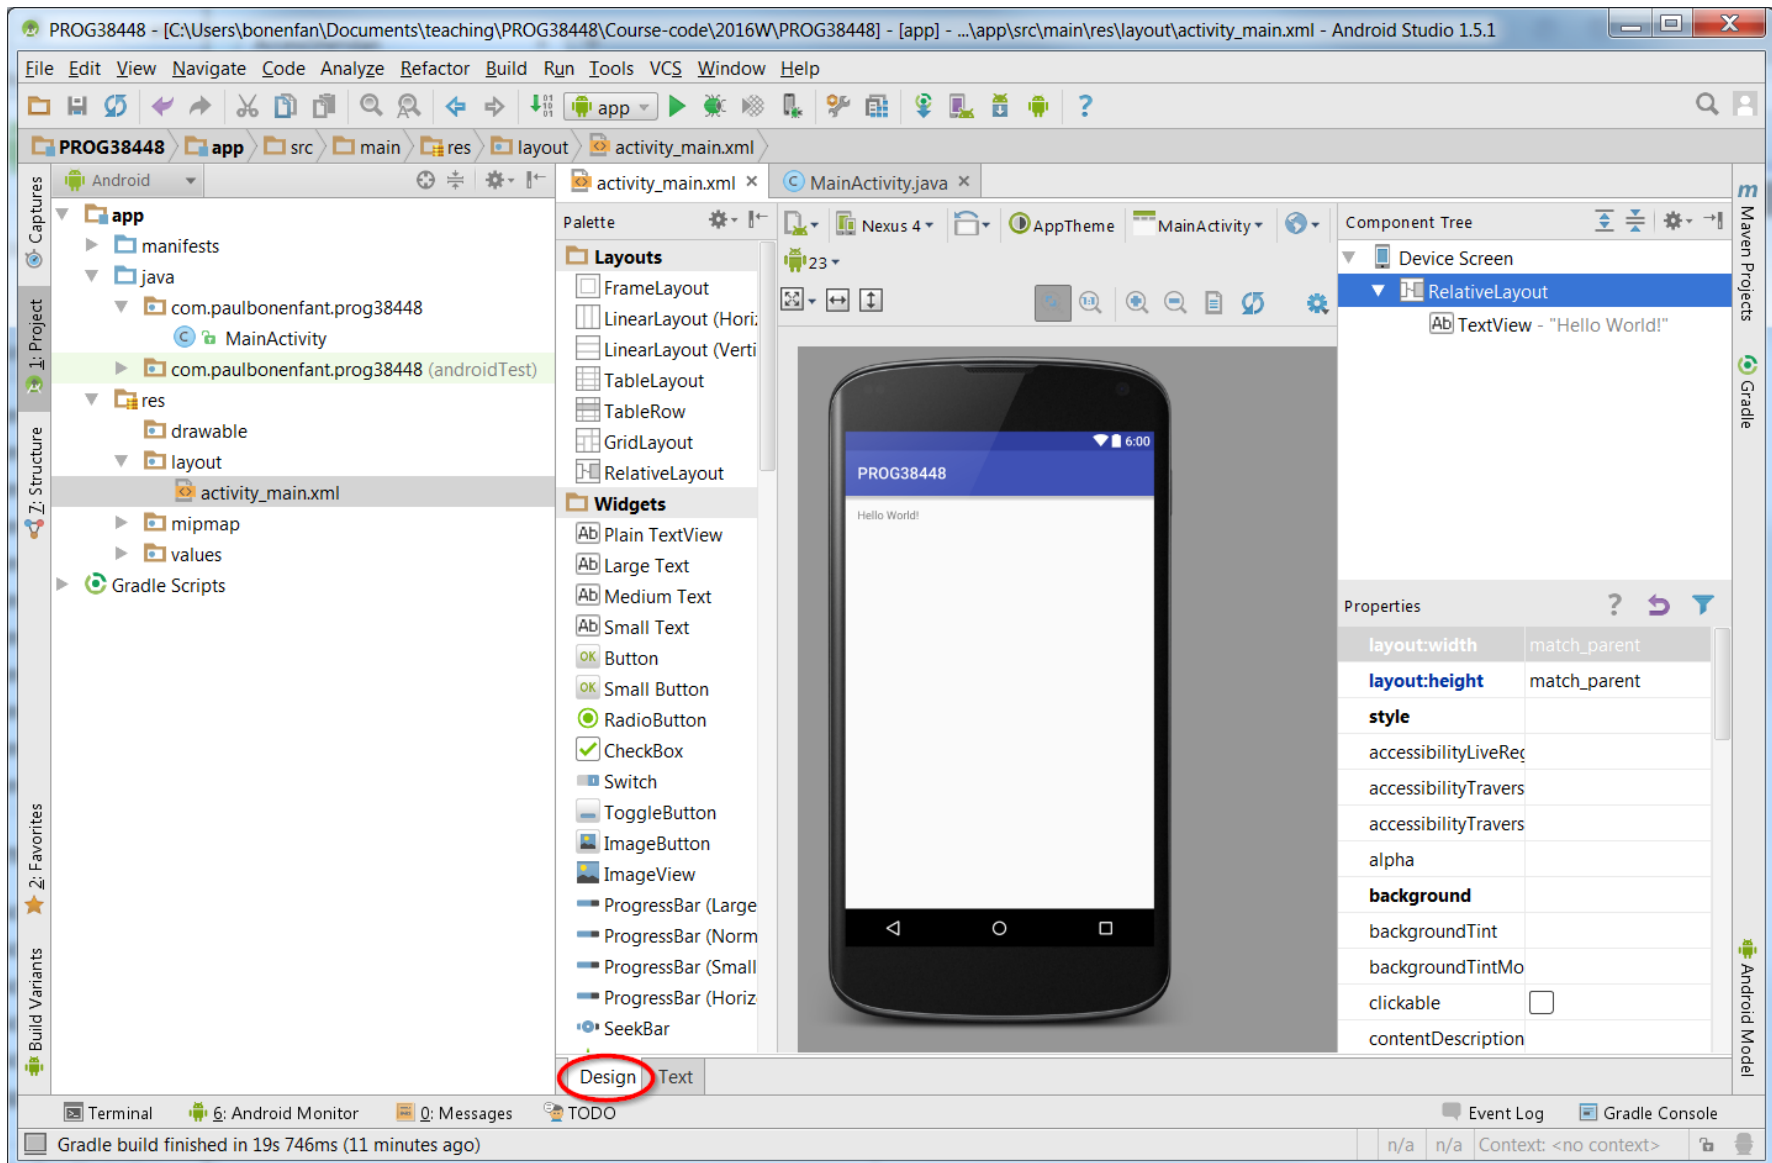 PROG38448 - [C:\Users\bonenfan\Documents\teaching\PROG38448\Course-code\2016W\PROG38448] - [app] - ...\app\src\main\res\layout\activity_main.xml - Android Studio 1.5.1
File Edit View Navigate Code Analyze Refactor Build Run Tools VCS Window Help
app
PROG38448 app src main res layout activity_main.xml
Captures
1: Project
Z: Structure
2: Favorites
Build Variants
Android
app
manifests
java
com.paulbonenfant.prog38448
MainActivity
com.paulbonenfant.prog38448 (androidTest)
res
drawable
layout
activity_main.xml
mipmap
values
Gradle Scripts
activity_main.xml MainActivity.java
Palette
Layouts
FrameLayout
LinearLayout (Hori
LinearLayout (Verti
TableLayout
TableRow
GridLayout
RelativeLayout
Widgets
Ab Plain TextView
Ab Large Text
Ab Medium Text
Ab Small Text
OK Button
OK Small Button
RadioButton
CheckBox
Switch
ToggleButton
ImageButton
ImageView
ProgressBar (Large
ProgressBar (Norm
ProgressBar (Small
ProgressBar (Horiz
SeekBar
Nexus 4 AppTheme MainActivity
23
6:00
PROG38448
Hello World!
Design Text
Component Tree
Device Screen
RelativeLayout
Ab TextView - "Hello World!"
Properties
layout:width match_parent
layout:height match_parent
style
accessibilityLiveReg
accessibilityTravers
accessibilityTravers
alpha
background
backgroundTint
backgroundTintMo
clickable
contentDescription
m Maven Projects
Gradle
Android Model
Terminal 6: Android Monitor 0: Messages TODO Event Log Gradle Console
Gradle build finished in 19s 746ms (11 minutes ago) n/a n/a Context: <no context>